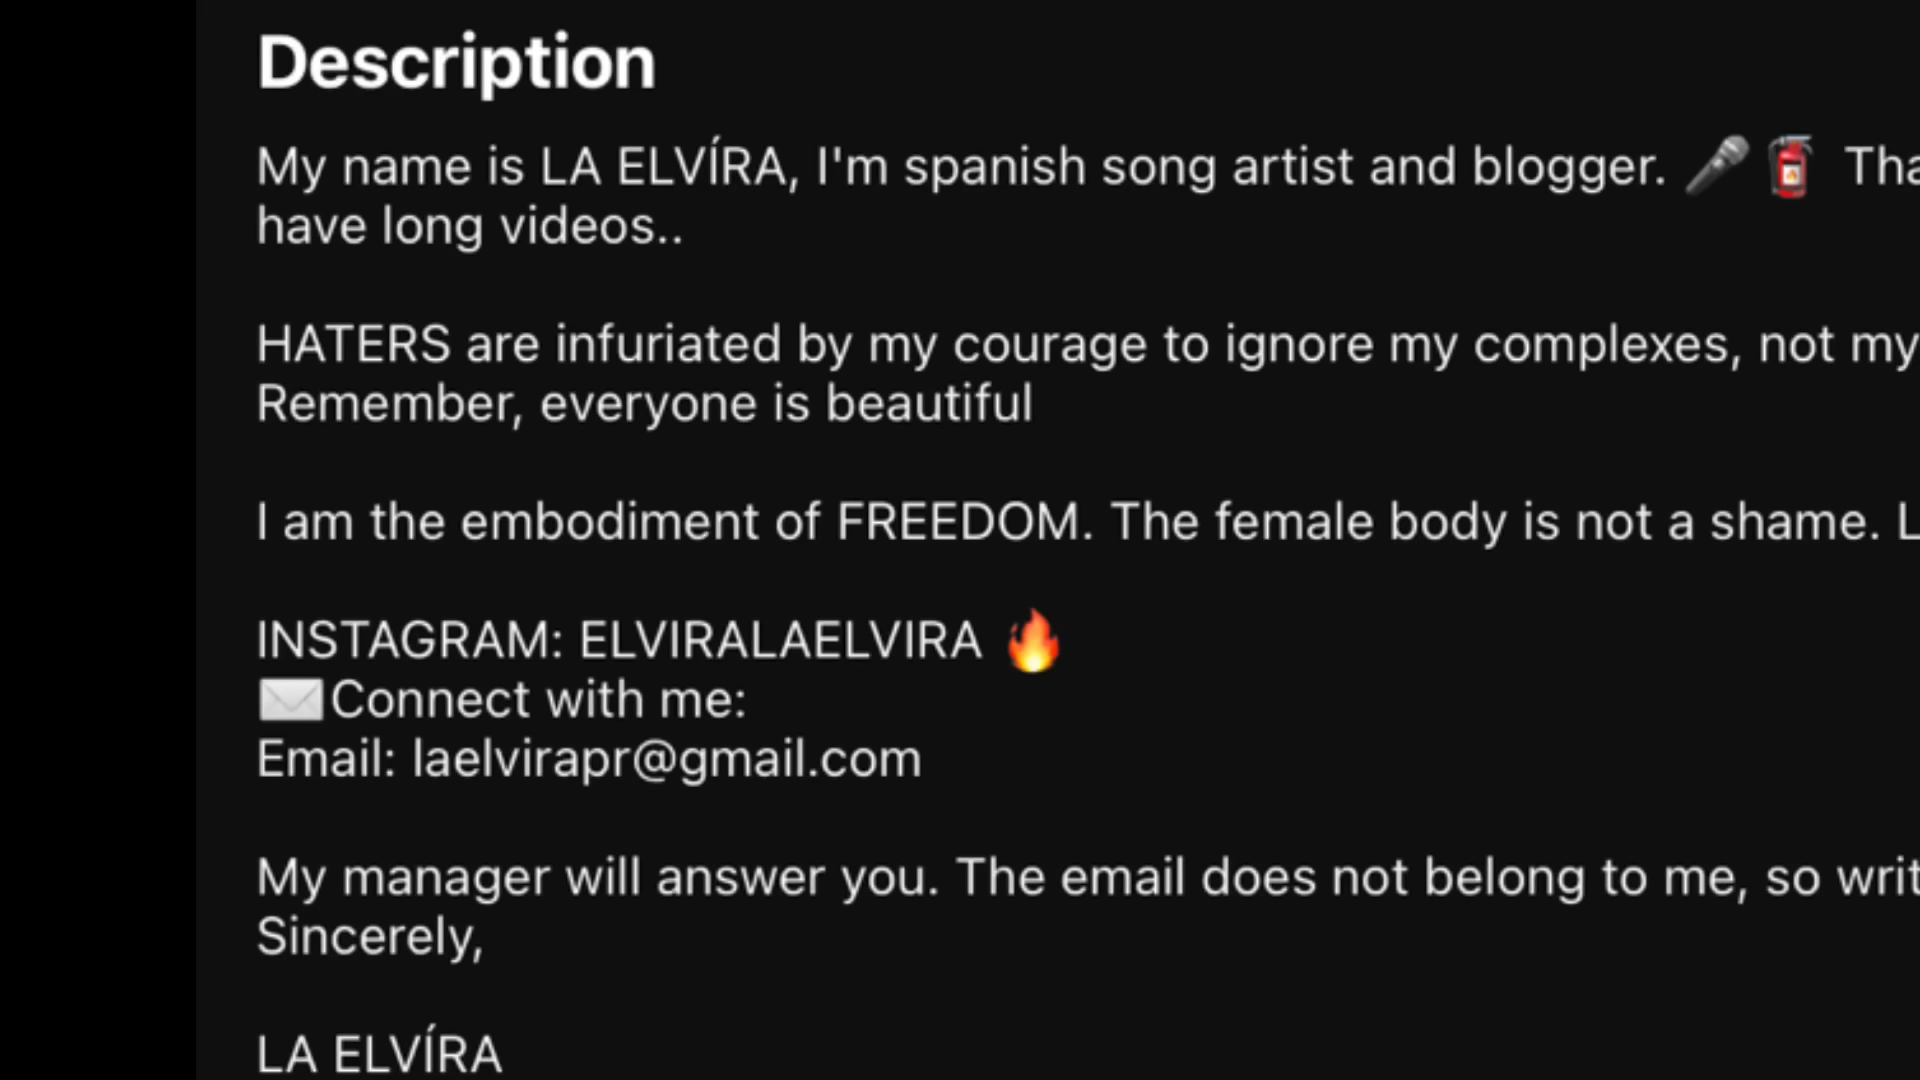 Description
My name is LA ELVÍRA, I'm spanish song artist and blogger. 🎤🧯
have long videos..
HATERS are infuriated by my courage to ignore my complexes, not my
Remember, everyone is beautiful
I am the embodiment of FREEDOM. The female body is not a shame.
INSTAGRAM: ELVIRALAELVIRA 🔥
✉️Connect with me:
Email: laelvirapr@gmail.com
My manager will answer you. The email does not belong to me, so
Sincerely,
LA ELVÍRA